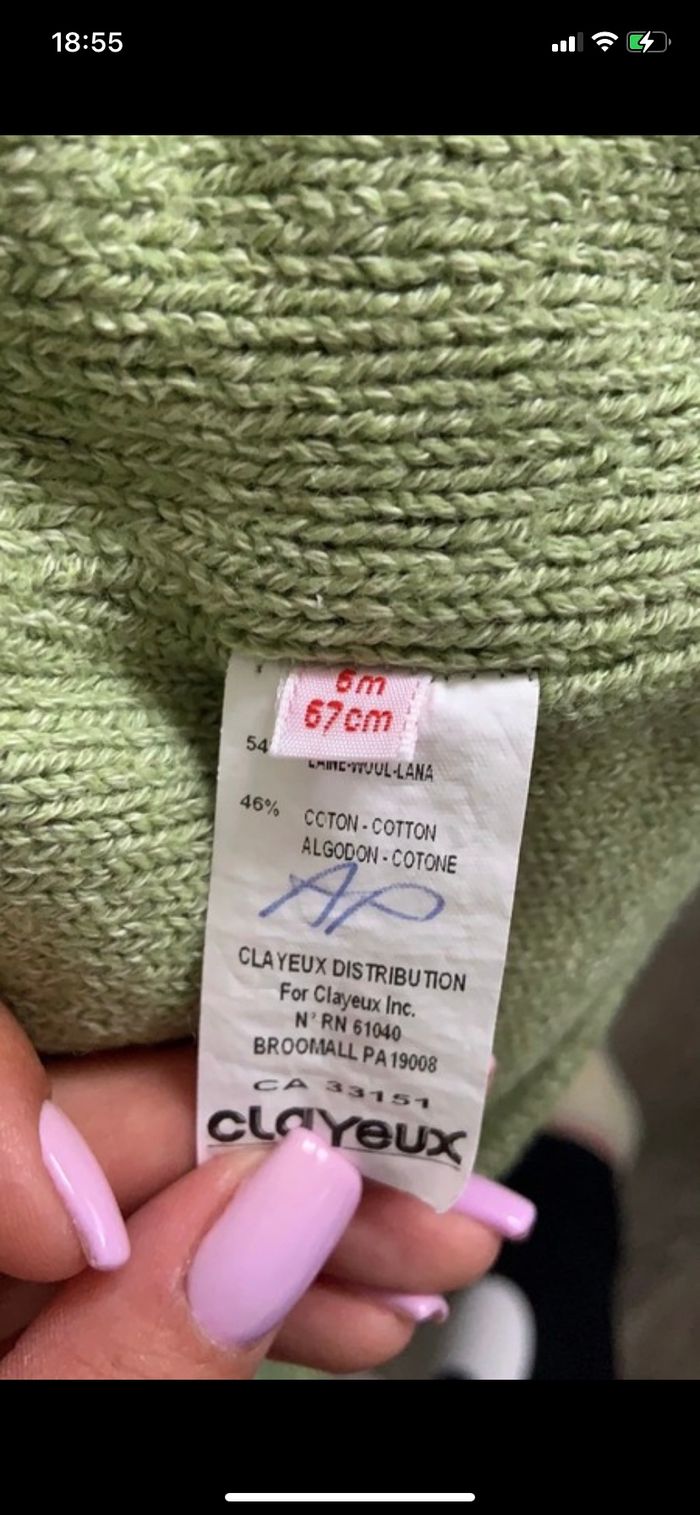 18:55
6m
67cm
54
LAINE-WOOL-LANA
46%
COTON - COTTON
ALGODON - COTONE
AP
CLAYEUX DISTRIBUTION
For Clayeux Inc.
N° RN 61040
BROOMALL PA 19008
CA 33151
clayeux